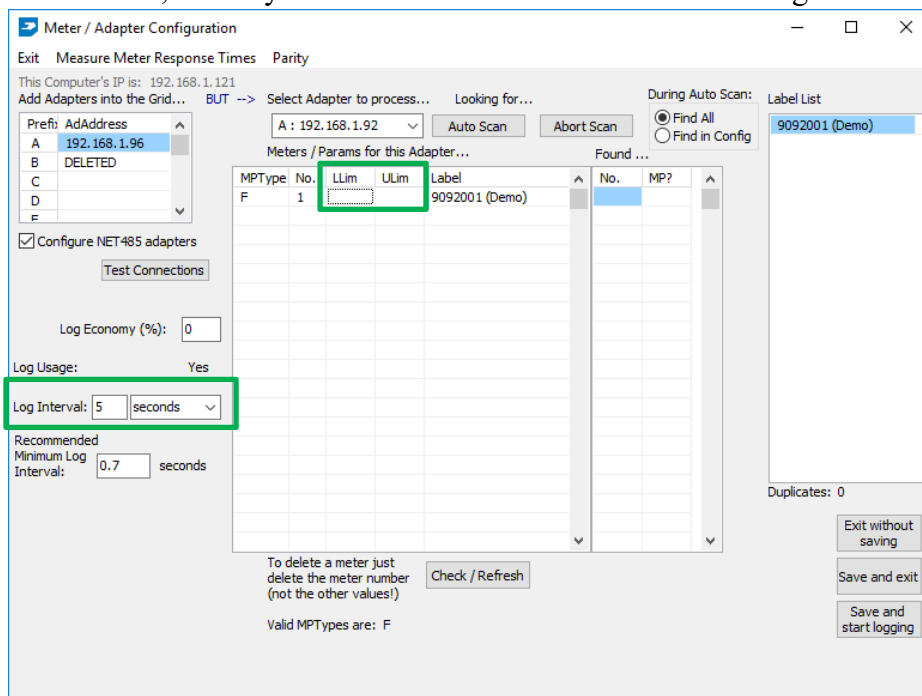 Meter / Adapter Configuration
Exit Measure Meter Response Times Parity
This Computer's IP is: 192.168.1.121
Add Adapters into the Grid... BUT --> Select Adapter to process... Looking for... During Auto Scan: Label List
Prefix AdAddress
A 192.168.1.96
B DELETED
C
D
A : 192.168.1.92 Auto Scan Abort Scan
Find All
Find in Config
9092001 (Demo)
Meters / Params for this Adapter... Found ...
MPType No. LLim ULim Label No. MP?
F 1 9092001 (Demo)
Configure NET485 adapters
Test Connections
Log Economy (%): 0
Log Usage: Yes
Log Interval: 5 seconds
Recommended
Minimum Log
Interval: 0.7 seconds
Duplicates: 0
Exit without
saving
Save and exit
Save and
start logging
To delete a meter just
delete the meter number
(not the other values!)
Check / Refresh
Valid MPTypes are: F